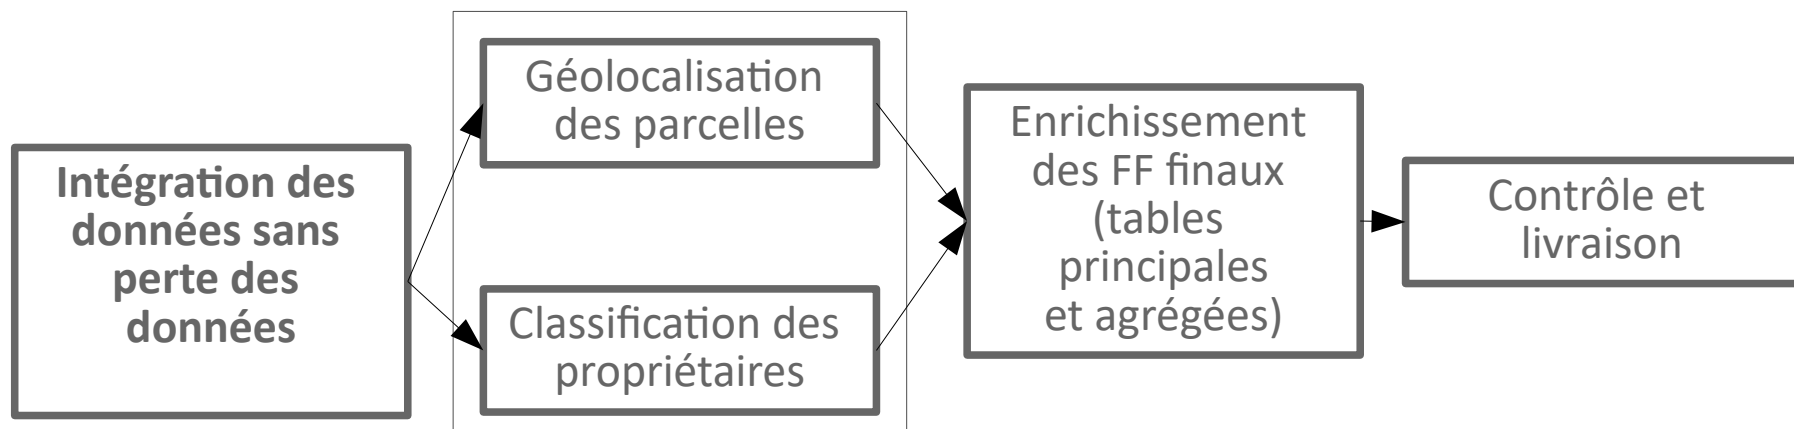 Intégration des
données sans
perte des
données
Géolocalisation
des parcelles
Classification des
propriétaires
Enrichissement
des FF finaux
(tables
principales
et agrégées)
Contrôle et
livraison